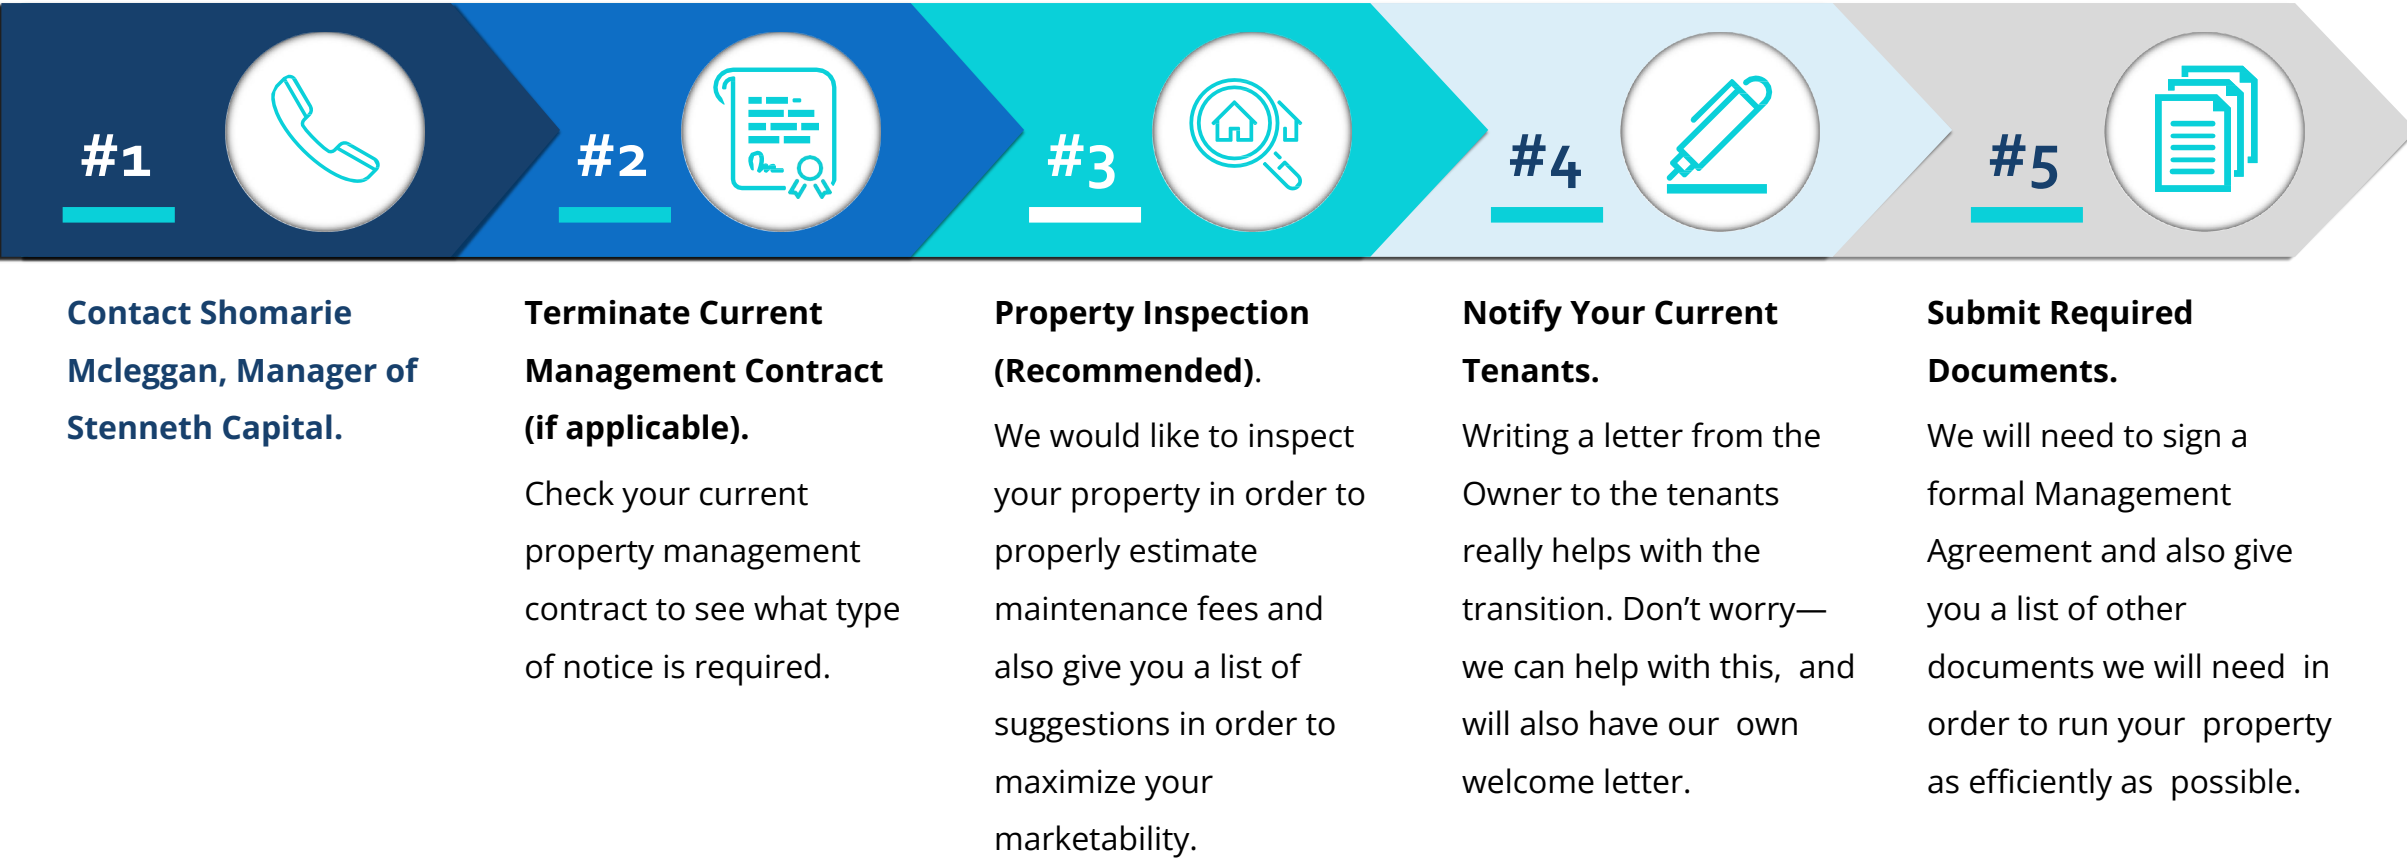 #1
#2
#3
#4
#5
Contact Shomarie
Mcleggan, Manager of
Stenneth Capital.
Terminate Current
Management Contract
(if applicable).
Check your current
property management
contract to see what type
of notice is required.
Property Inspection
(Recommended).
We would like to inspect
your property in order to
properly estimate
maintenance fees and
also give you a list of
suggestions in order to
maximize your
marketability.
Notify Your Current
Tenants.
Writing a letter from the
Owner to the tenants
really helps with the
transition. Don’t worry—
we can help with this,  and
will also have our  own
welcome letter.
Submit Required
Documents.
We will need to sign a
formal Management
Agreement and also give
you a list of other
documents we will need  in
order to run your  property
as efficiently as  possible.